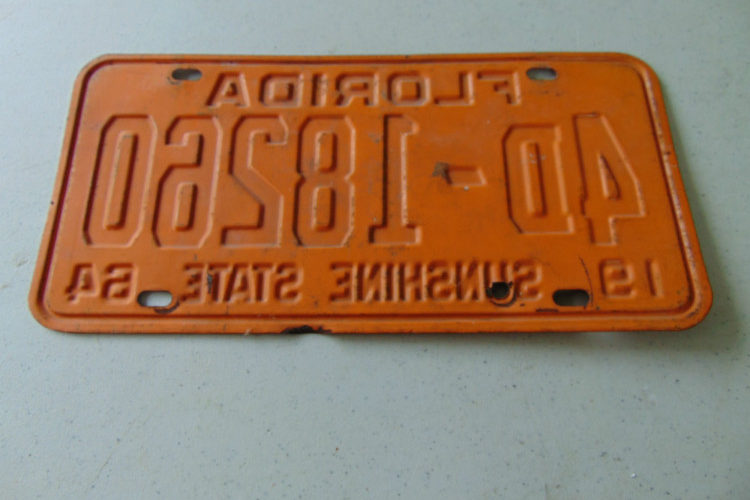 FLORIDA
4D-18260
19 SUNSHINE STATE 64